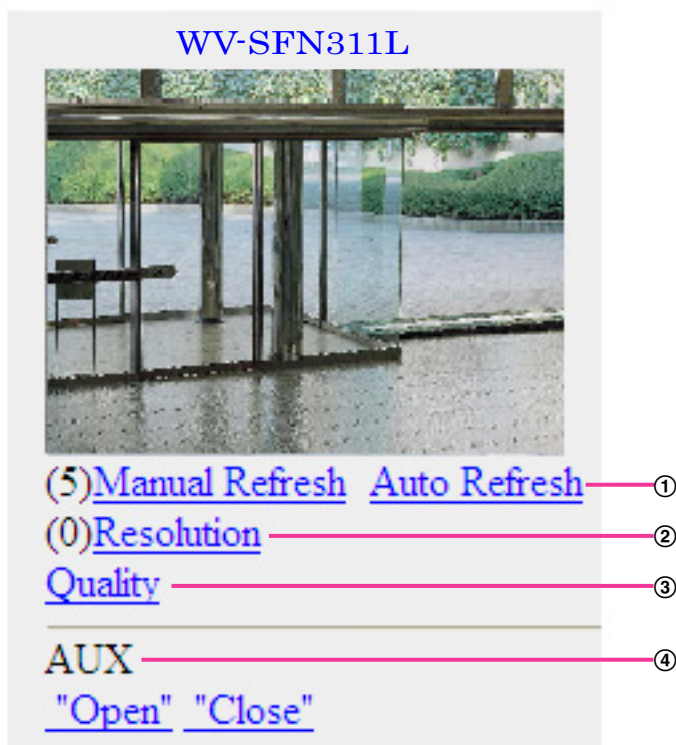 WV-SFN311L
(5)Manual Refresh Auto Refresh ①
(0)Resolution ②
Quality ③
AUX ④
"Open" "Close"